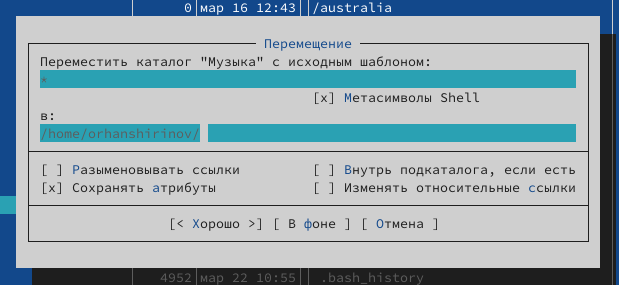 0 мар 16 12:43 /australia
Перемещение
Переместить каталог "Музыка" с исходным шаблоном:
*
[x] Метасимволы Shell
в:
/home/orhanshirinov/
[ ] Разыменовывать ссылки [ ] Внутрь подкаталога, если есть
[x] Сохранять атрибуты [ ] Изменять относительные ссылки
[< Хорошо >] [ В фоне ] [ Отмена ]
4952 мар 22 10:55 .bash_history